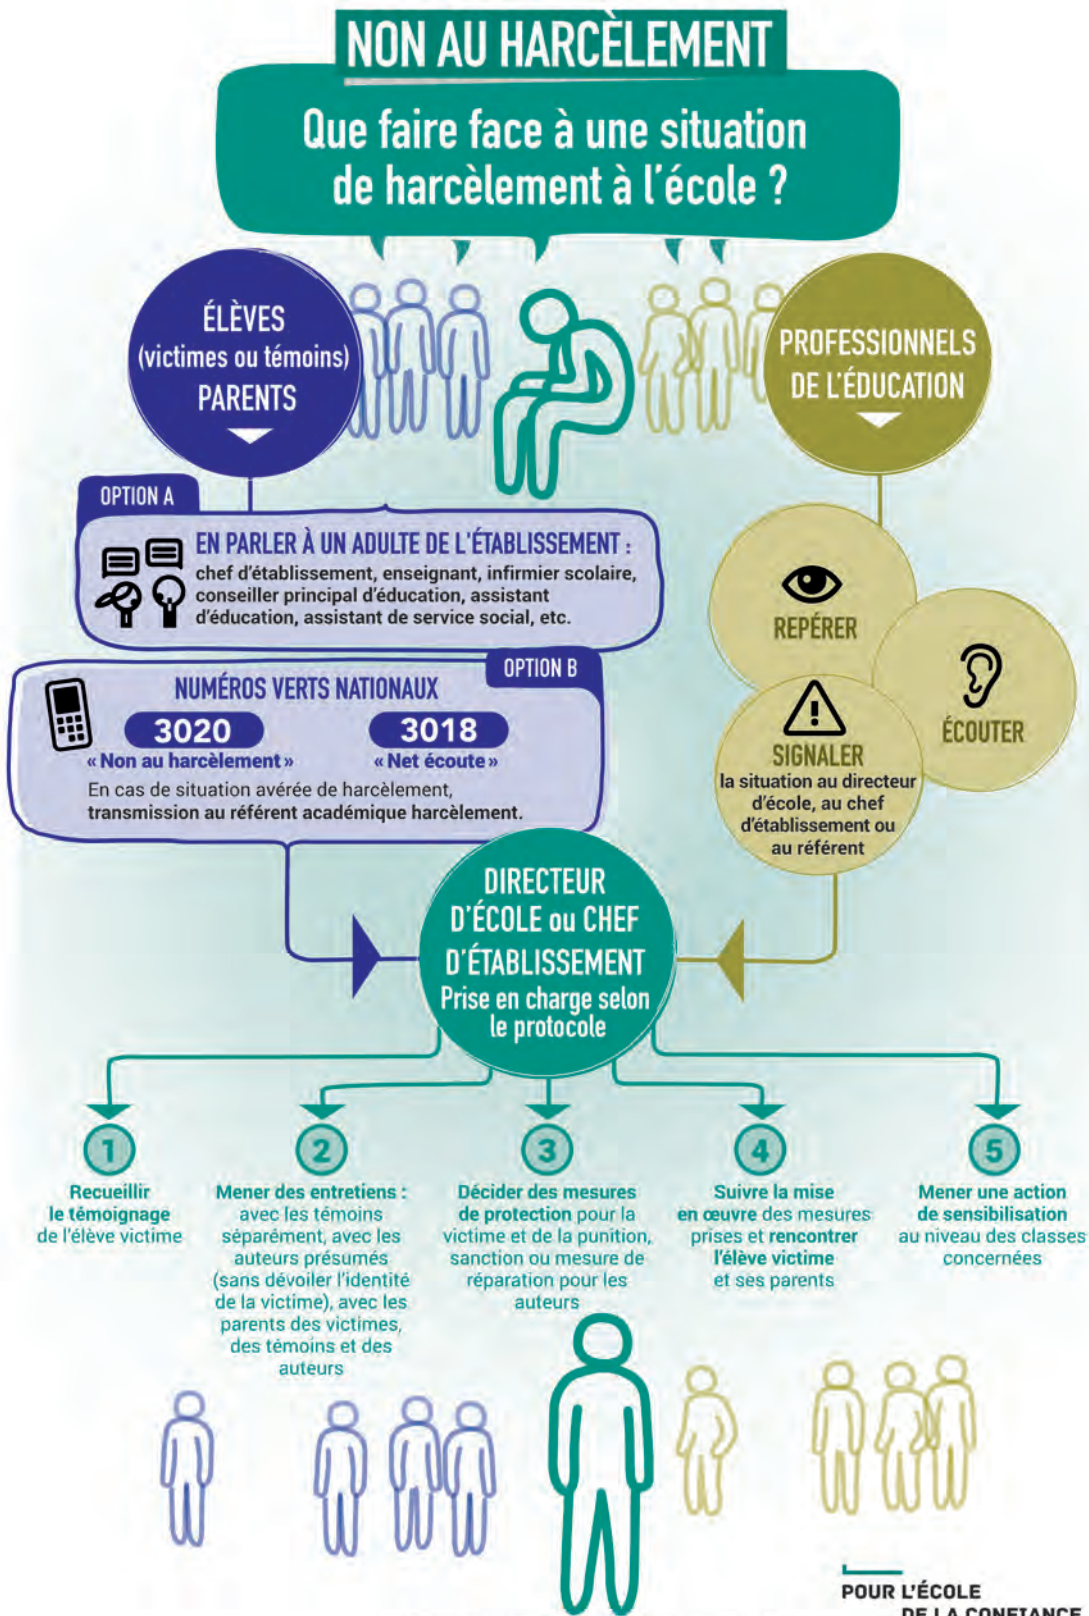 NON AU HARCÈLEMENT
Que faire face à une situation
de harcèlement à l'école ?
ÉLÈVES
(victimes ou témoins)
PARENTS
PROFESSIONNELS
DE L'ÉDUCATION
OPTION A
EN PARLER À UN ADULTE DE L'ÉTABLISSEMENT :
chef d'établissement, enseignant, infirmier scolaire,
conseiller principal d'éducation, assistant
d'éducation, assistant de service social, etc.
OPTION B
NUMÉROS VERTS NATIONAUX
3020
« Non au harcèlement »
3018
« Net écoute »
En cas de situation avérée de harcèlement,
transmission au référent académique harcèlement.
REPÉRER
ÉCOUTER
SIGNALER
la situation au directeur
d'école, au chef
d'établissement ou
au référent
DIRECTEUR
D'ÉCOLE ou CHEF
D'ÉTABLISSEMENT
Prise en charge selon
le protocole
1
Recueillir
le témoignage
de l'élève victime
2
Mener des entretiens :
avec les témoins
séparément, avec les
auteurs présumés
(sans dévoiler l'identité
de la victime), avec les
parents des victimes,
des témoins et des
auteurs
3
Décider des mesures
de protection pour la
victime et de la punition,
sanction ou mesure de
réparation pour les
auteurs
4
Suivre la mise
en œuvre des mesures
prises et rencontrer
l'élève victime
et ses parents
5
Mener une action
de sensibilisation
au niveau des classes
concernées
POUR L'ÉCOLE
DE LA CONFIANCE